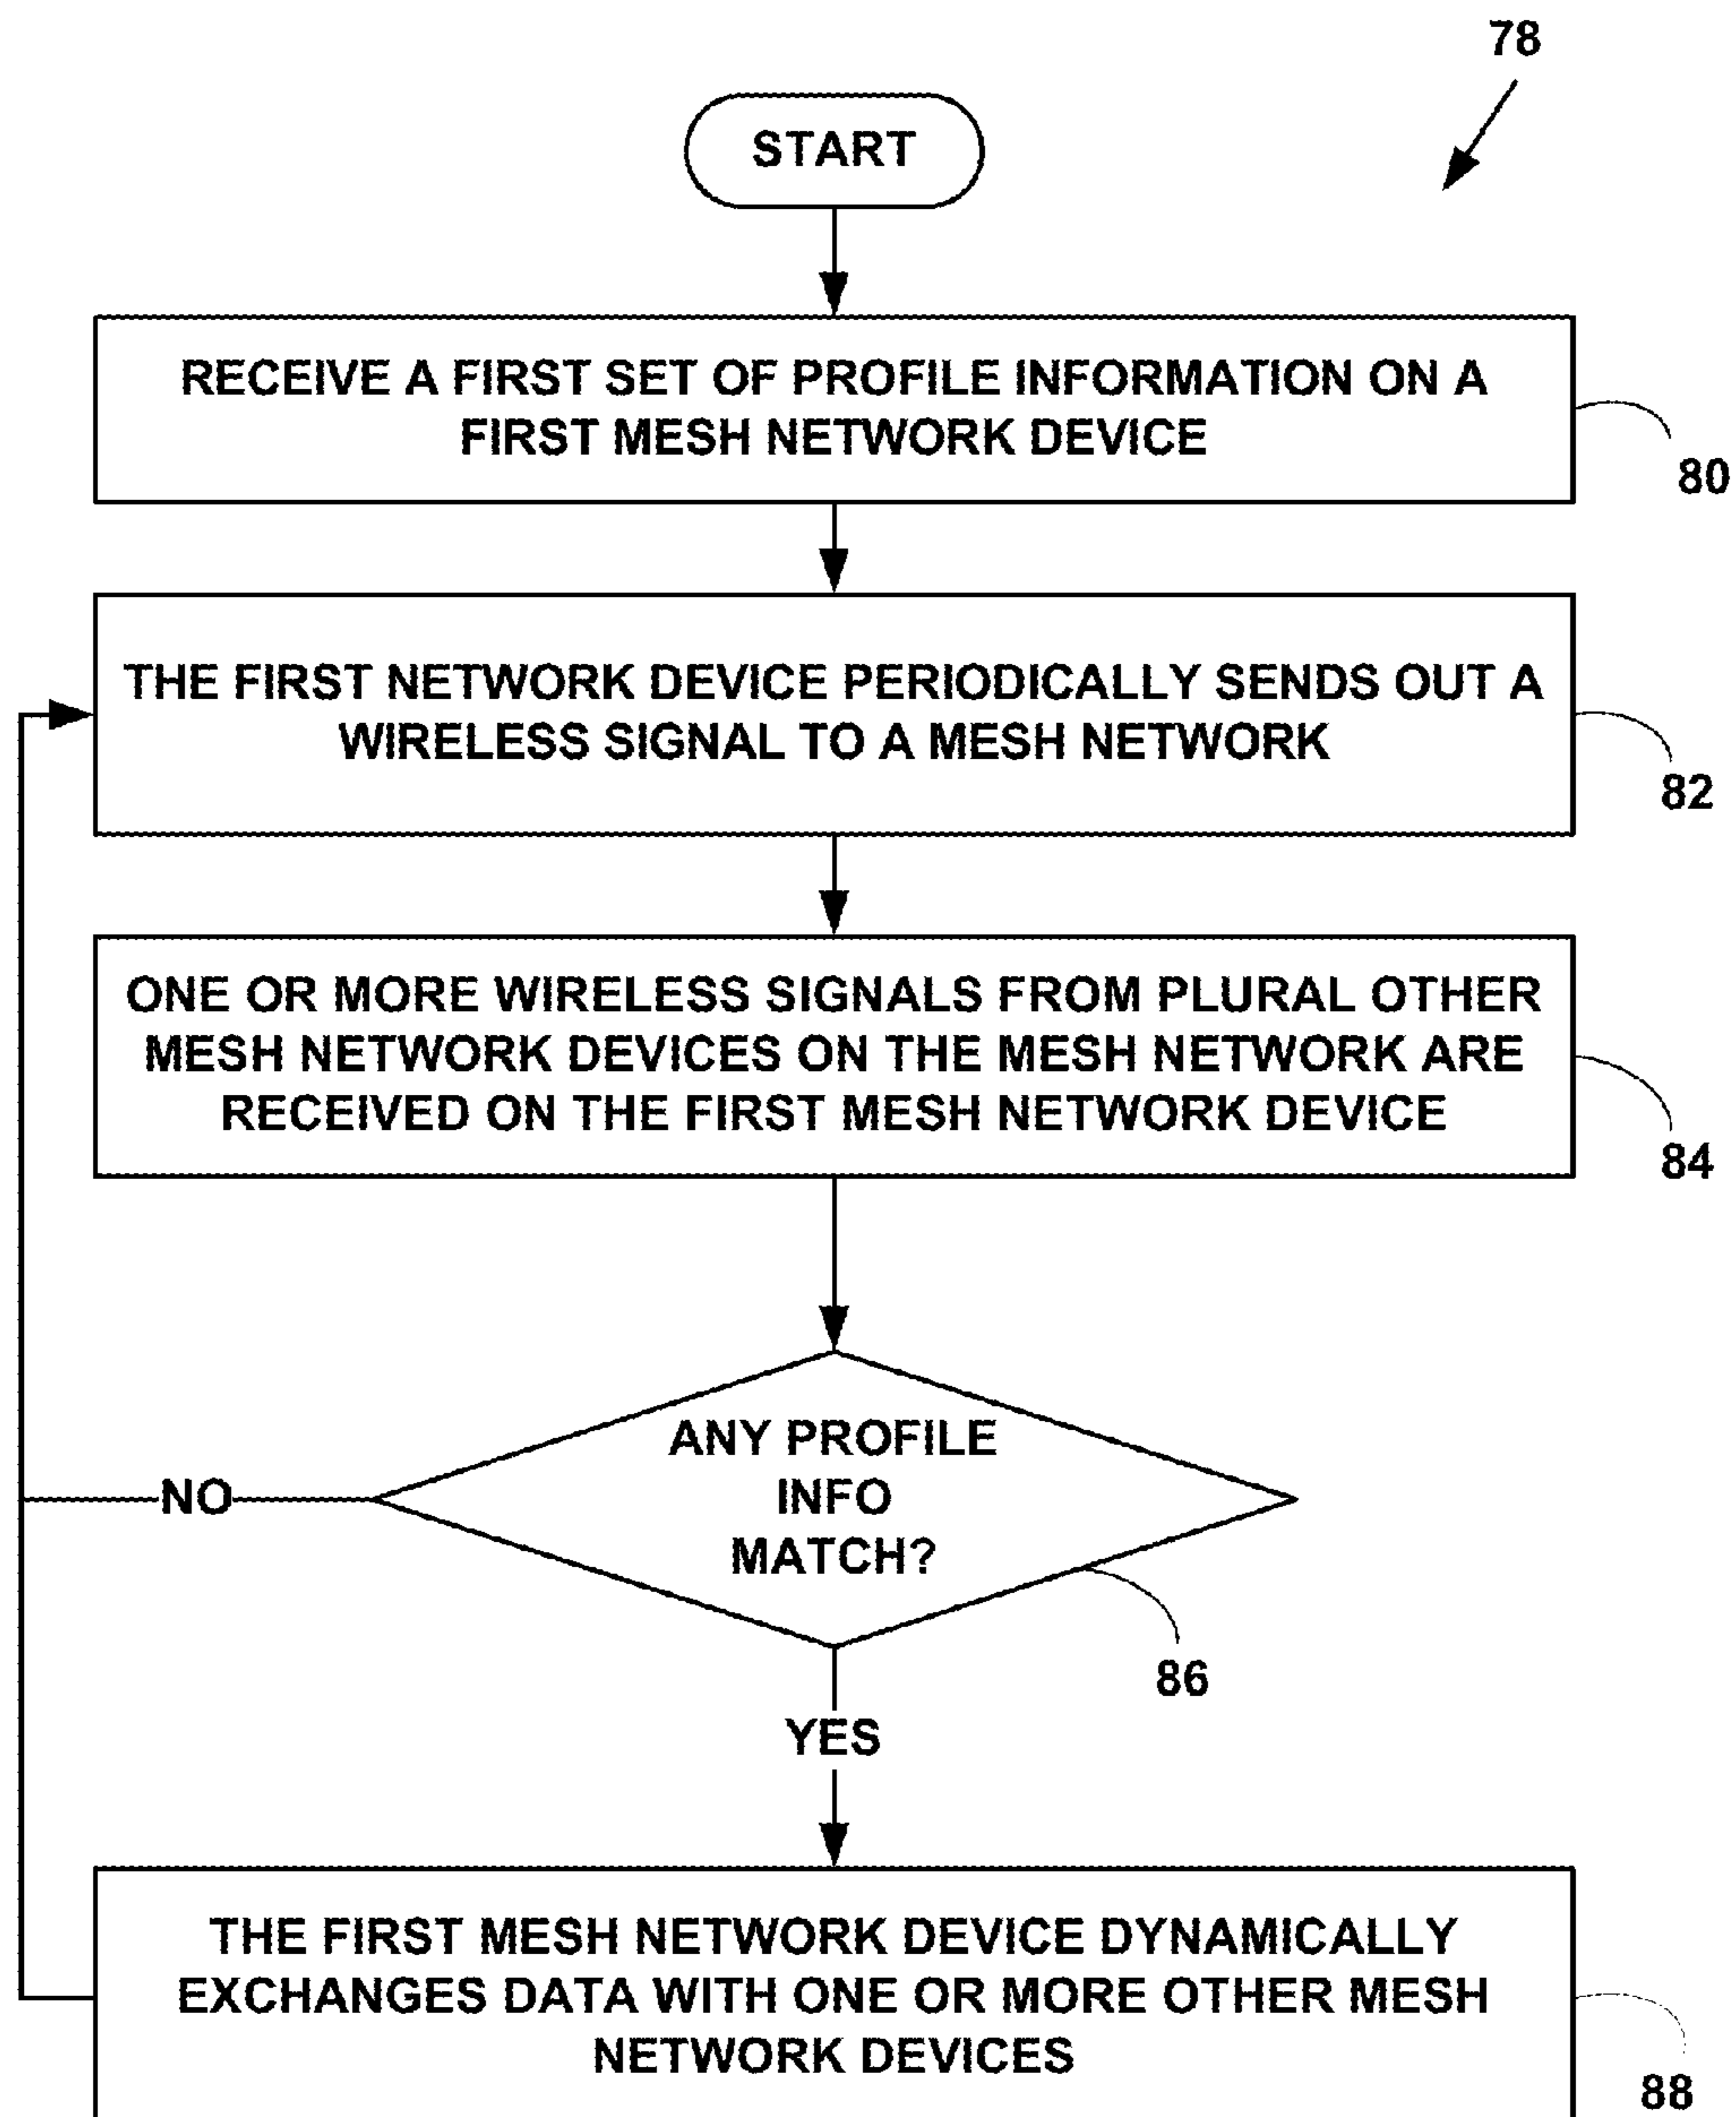 78
START
RECEIVE A FIRST SET OF PROFILE INFORMATION ON A
FIRST MESH NETWORK DEVICE
80
THE FIRST NETWORK DEVICE PERIODICALLY SENDS OUT A
WIRELESS SIGNAL TO A MESH NETWORK
82
ONE OR MORE WIRELESS SIGNALS FROM PLURAL OTHER
MESH NETWORK DEVICES ON THE MESH NETWORK ARE
RECEIVED ON THE FIRST MESH NETWORK DEVICE
84
ANY PROFILE
INFO
MATCH?
NO
86
YES
THE FIRST MESH NETWORK DEVICE DYNAMICALLY
EXCHANGES DATA WITH ONE OR MORE OTHER MESH
NETWORK DEVICES
88